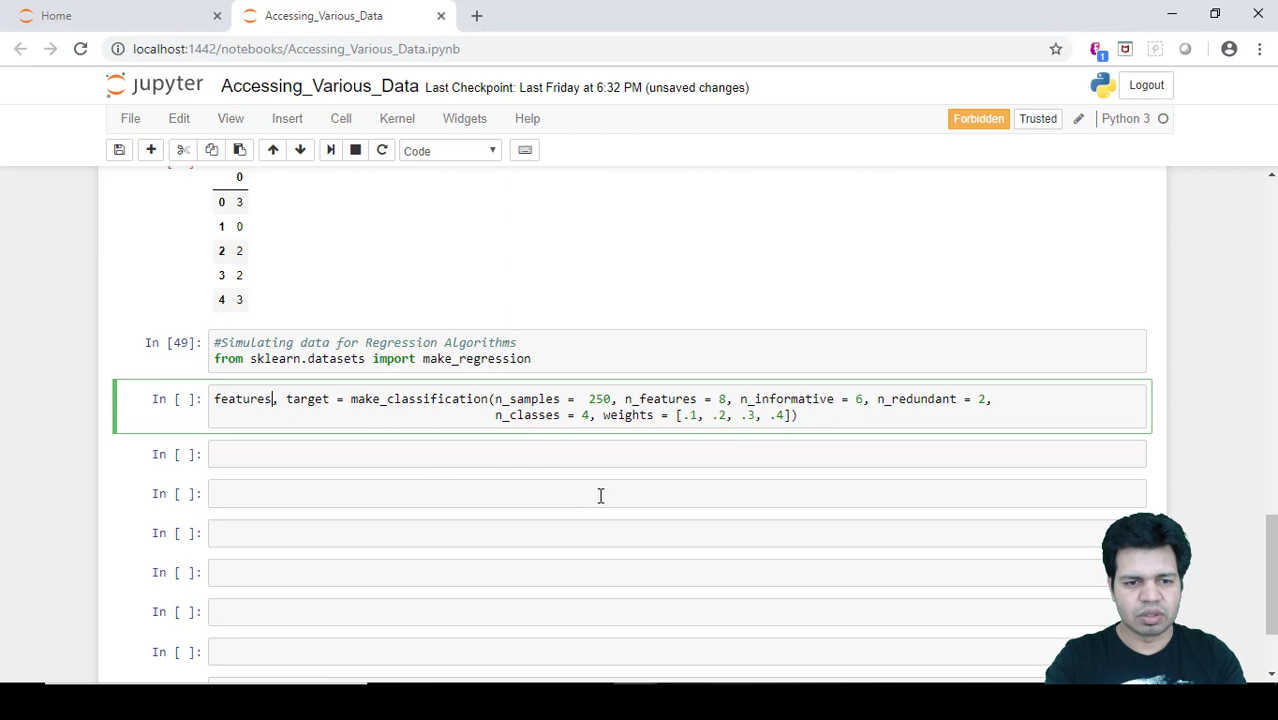 Home
Accessing_Various_Data
localhost:1442/notebooks/Accessing_Various_Data.ipynb
1
jupyter Accessing_Various_Data Last Checkpoint: Last Friday at 6:32 PM (unsaved changes)
Logout
File Edit View Insert Cell Kernel Widgets Help
Forbidden Trusted Python 3
Code
0
0 3
1 0
2 2
3 2
4 3
In [49]: #Simulating data for Regression Algorithms
from sklearn.datasets import make_regression
In [ ]: features, target = make_classification(n_samples =  250, n_features = 8, n_informative = 6, n_redundant = 2,
n_classes = 4, weights = [.1, .2, .3, .4])
In [ ]:
In [ ]:
In [ ]:
In [ ]:
In [ ]:
In [ ]: